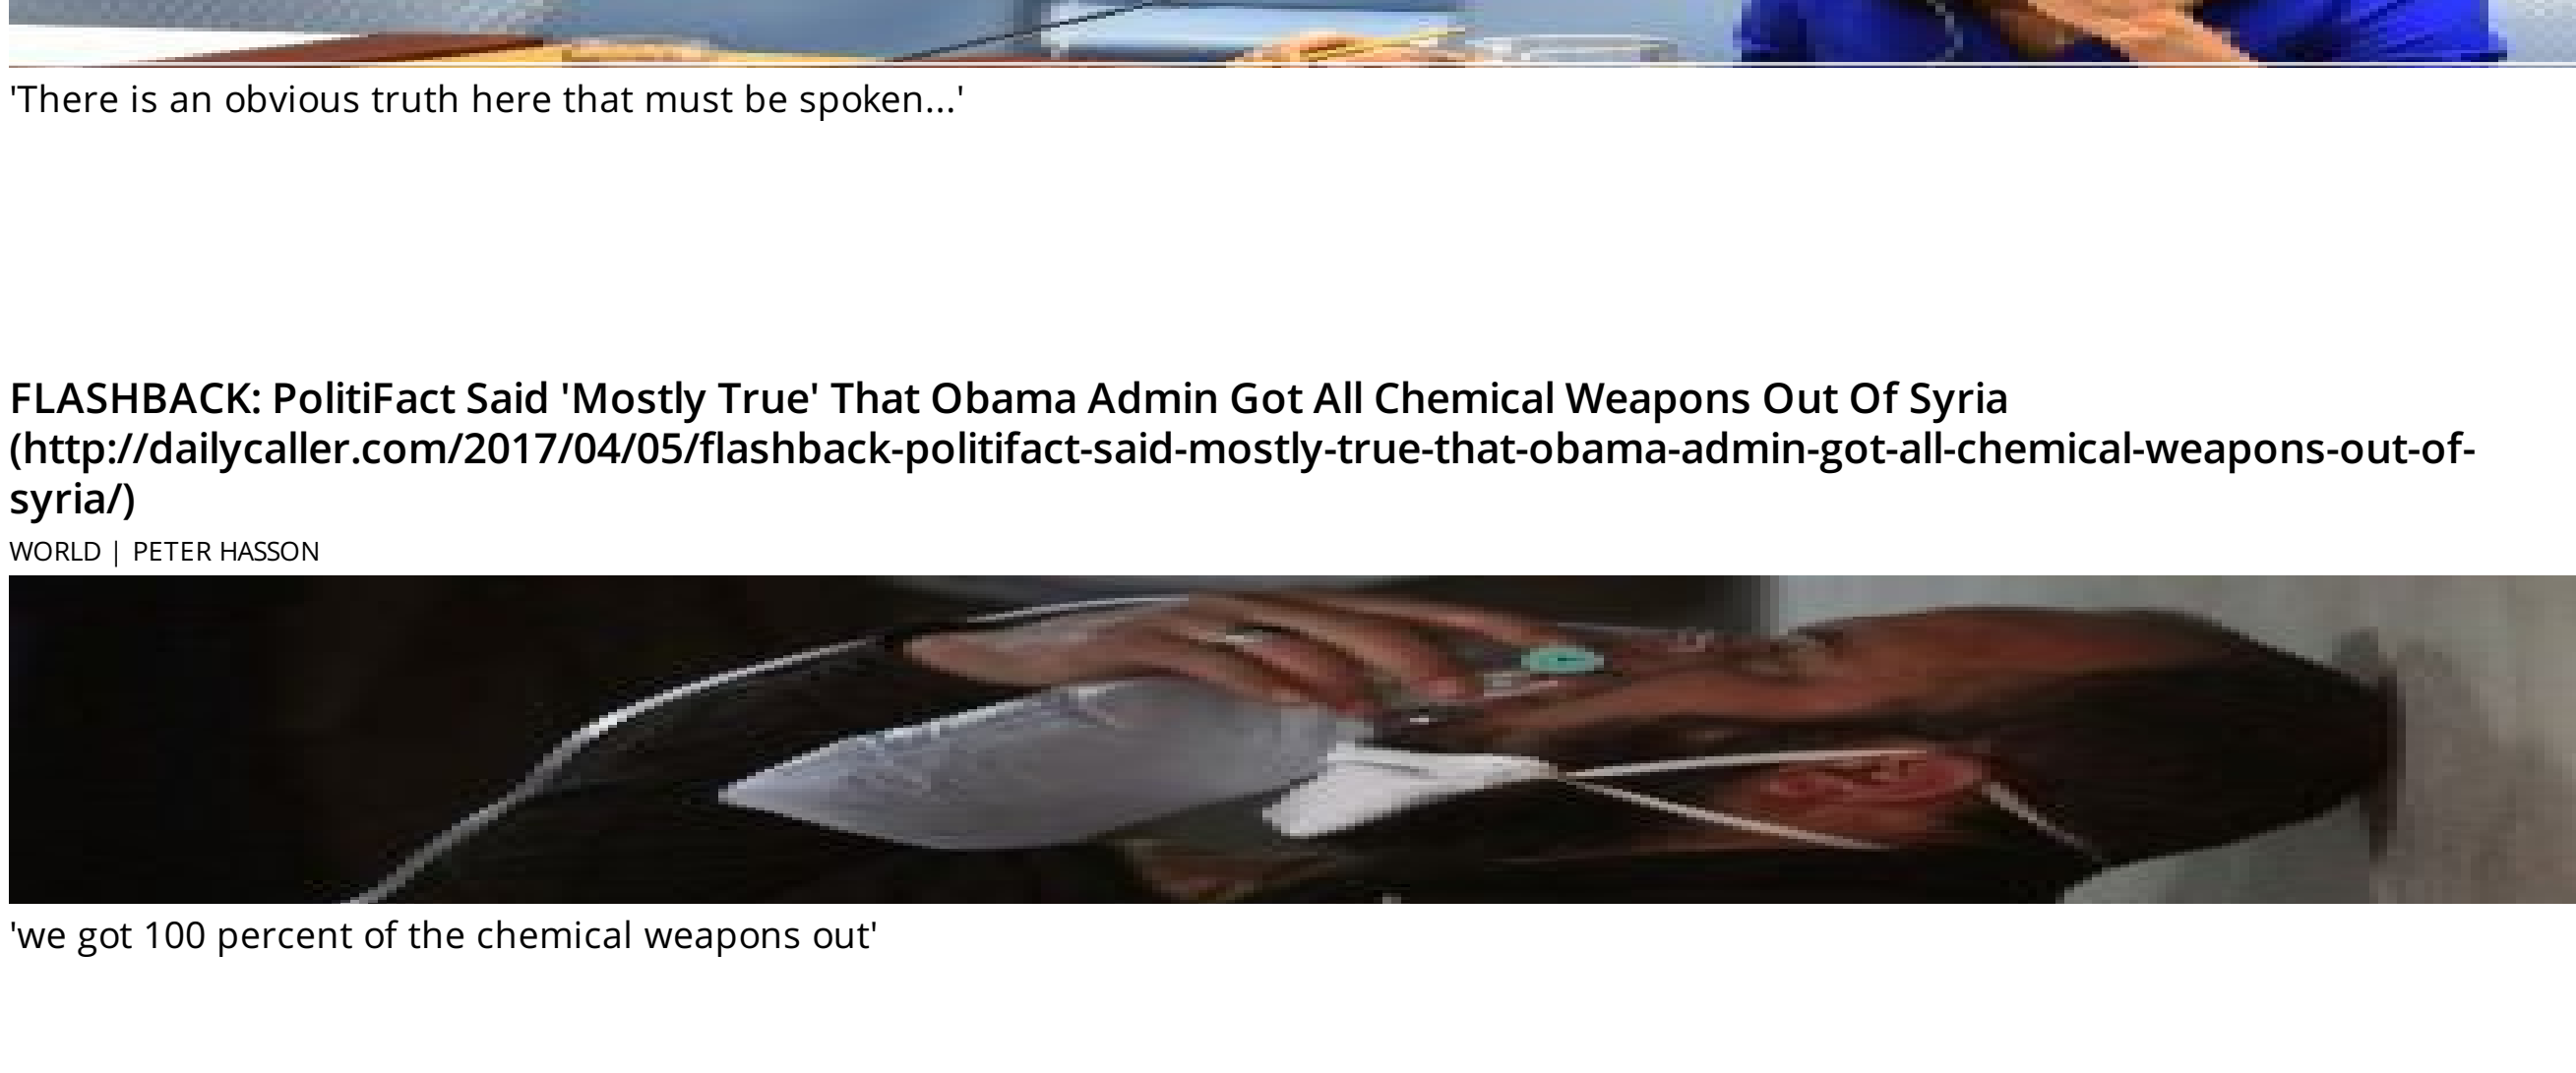 'There is an obvious truth here that must be spoken...'
FLASHBACK: PolitiFact Said 'Mostly True' That Obama Admin Got All Chemical Weapons Out Of Syria
(http://dailycaller.com/2017/04/05/flashback-politifact-said-mostly-true-that-obama-admin-got-all-chemical-weapons-out-of-
syria/)
WORLD | PETER HASSON
'we got 100 percent of the chemical weapons out'